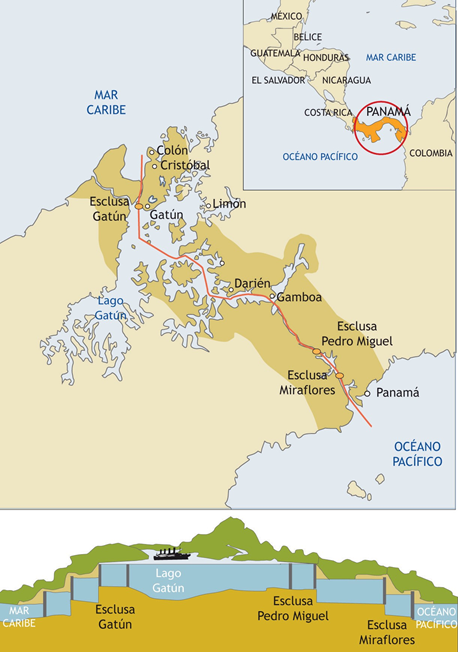 MÉXICO
BELICE
GUATEMALA
HONDURAS
MAR CARIBE
EL SALVADOR
NICARAGUA
COSTA RICA
PANAMÁ
OCÉANO PACÍFICO
COLOMBIA
MAR
CARIBE
Colón
Cristóbal
Esclusa
Gatún
Gatún
Limón
Darién
Gamboa
Lago
Gatún
Esclusa
Pedro Miguel
Esclusa
Miraflores
Panamá
OCÉANO
PACÍFICO
Lago
Gatún
MAR
CARIBE
Esclusa
Gatún
Esclusa
Pedro Miguel
Esclusa
Miraflores
OCÉANO
PACÍFICO